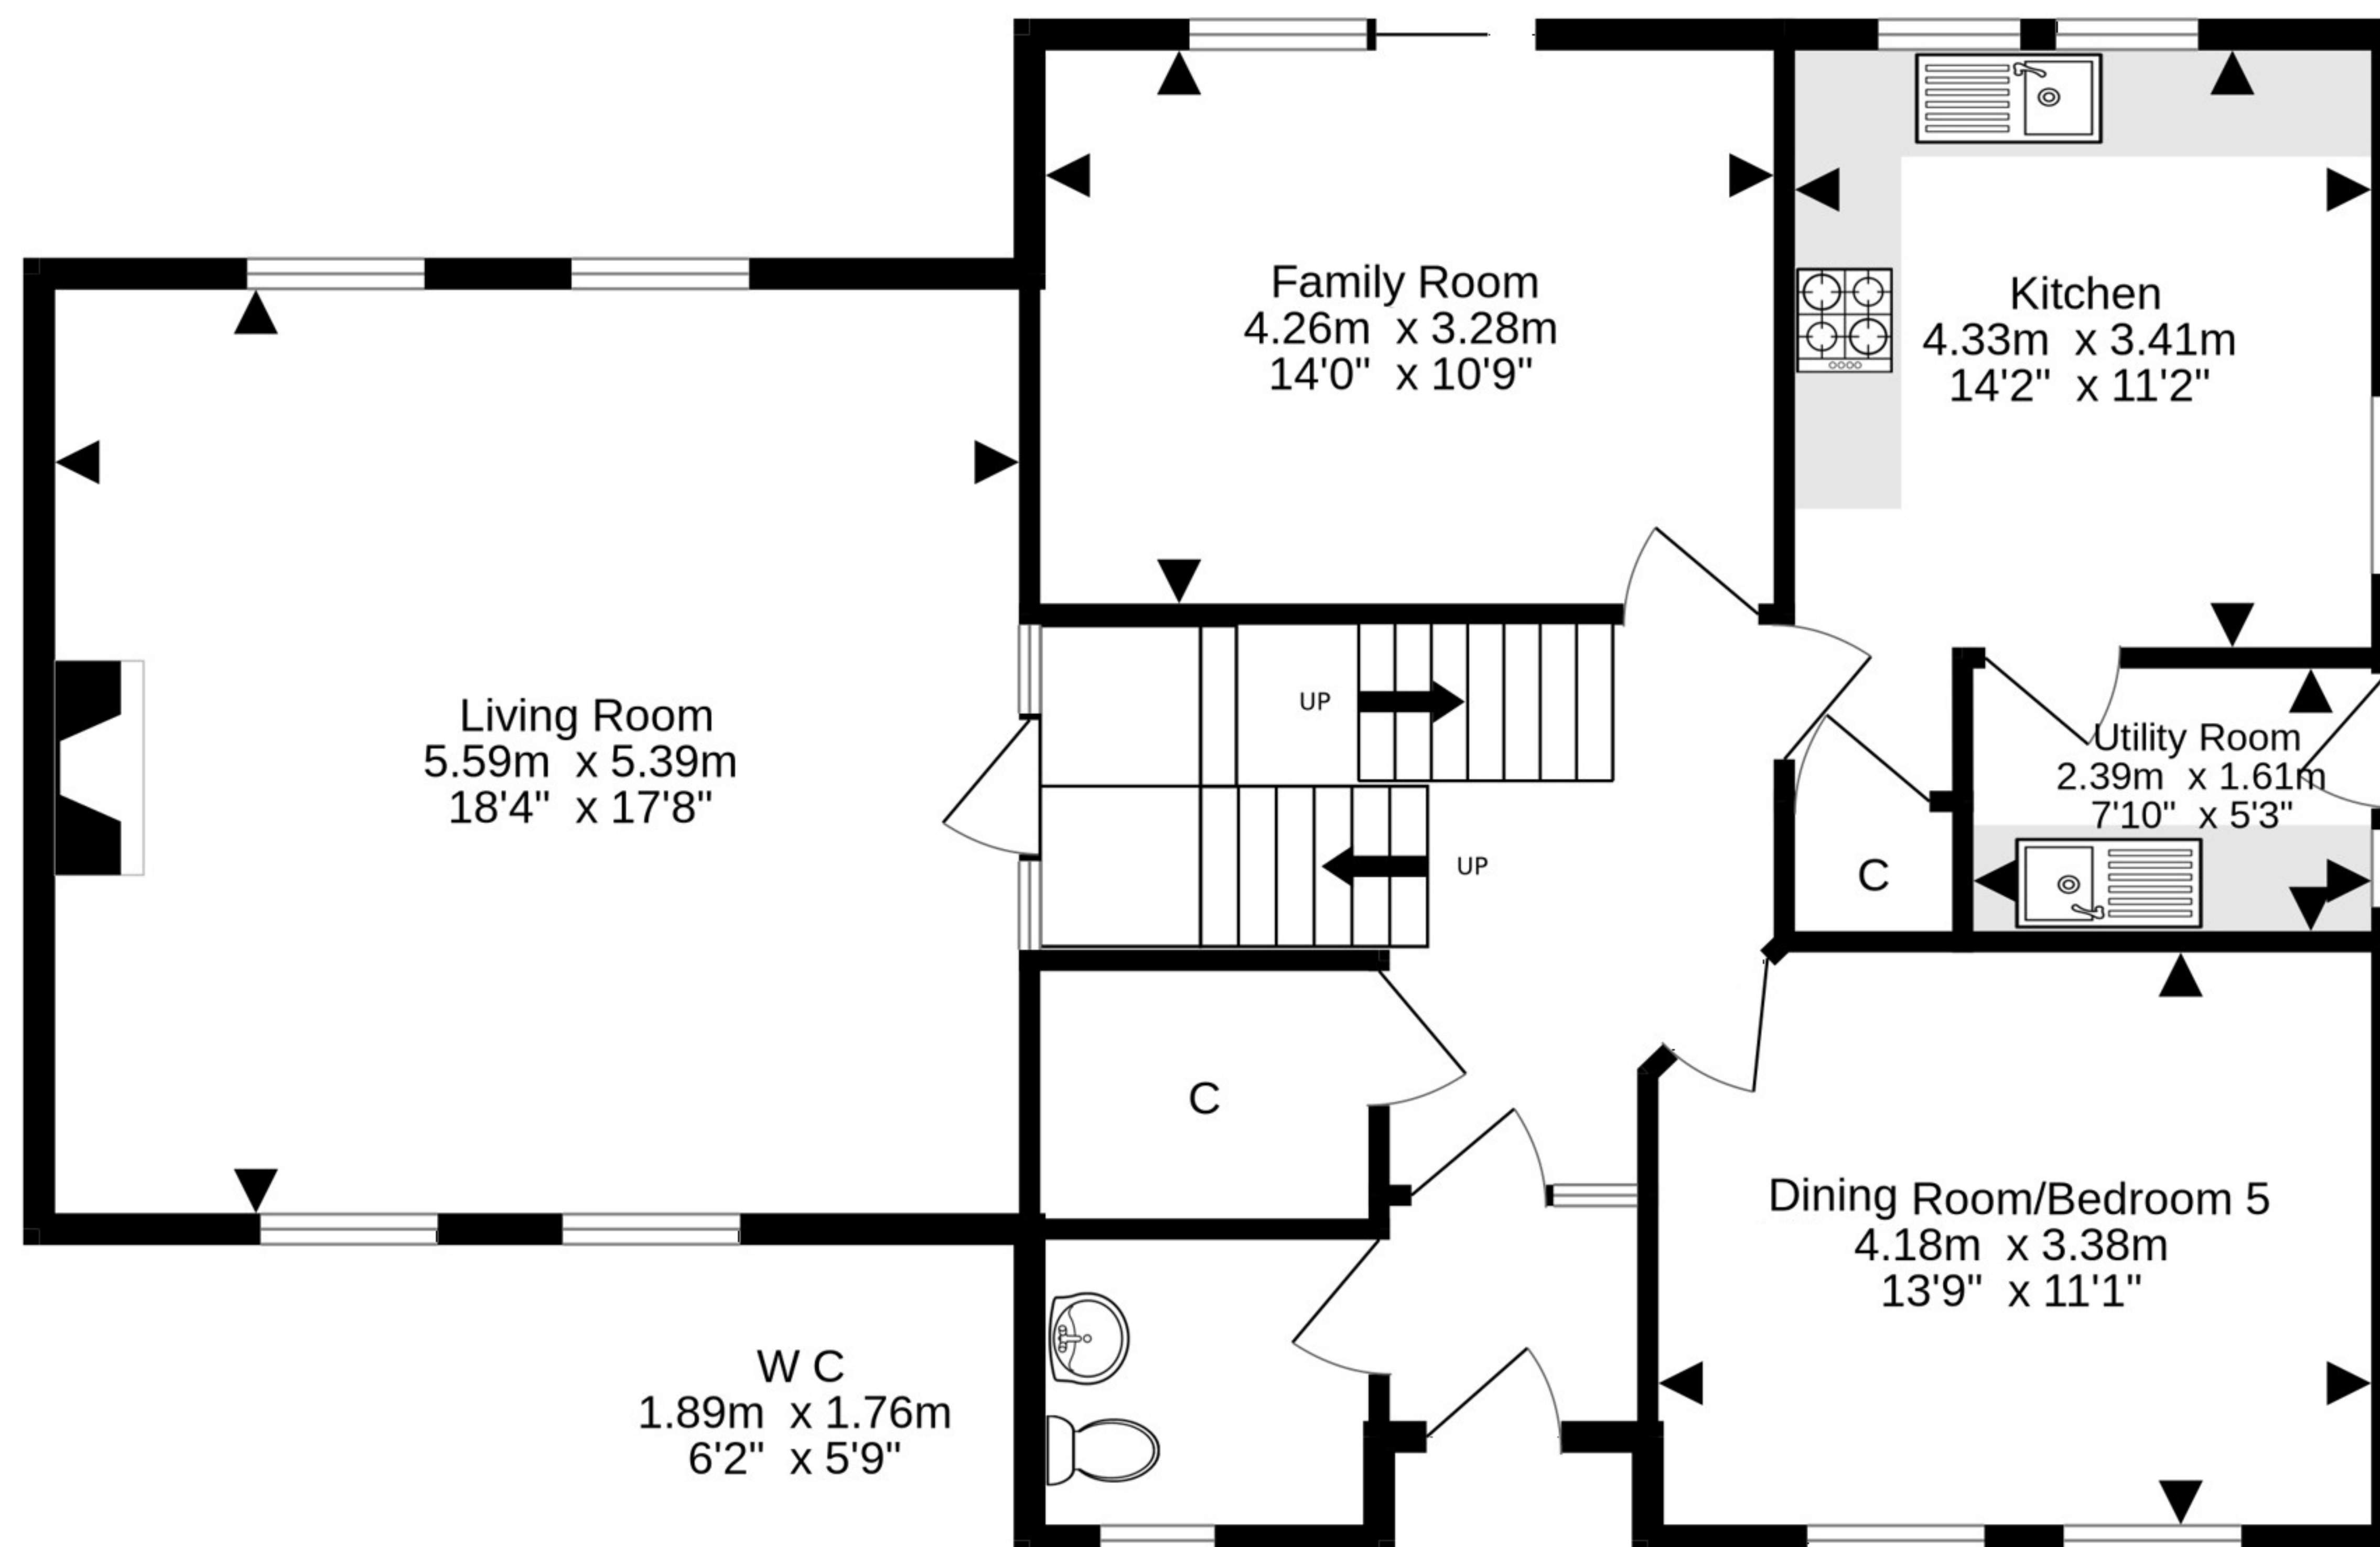 Family Room
4.26m x 3.28m
14'0" x 10'9"
Kitchen
4.33m x 3.41m
14'2" x 11'2"
Living Room
5.59m x 5.39m
18'4" x 17'8"
UP
UP
Utility Room
2.39m x 1.61m
7'10" x 5'3"
C
C
Dining Room/Bedroom 5
4.18m x 3.38m
13'9" x 11'1"
W C
1.89m x 1.76m
6'2" x 5'9"